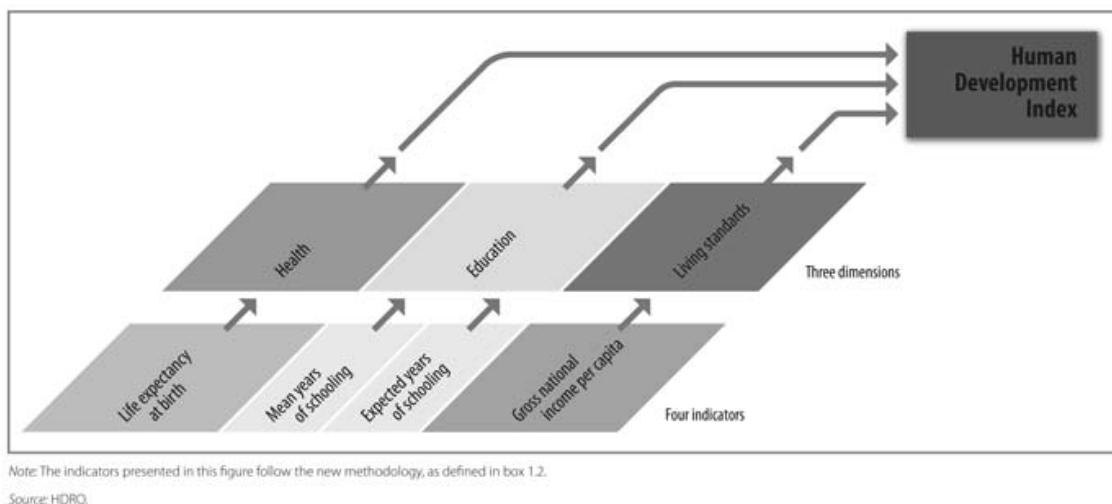 Human
Development
Index
Health
Education
Living standards
Three dimensions
Life expectancy
at birth
Mean years
of schooling
Expected years
of schooling
Gross national
income per capita
Four indicators
Note: The indicators presented in this figure follow the new methodology, as defined in box 1.2.
Source: HDRO.